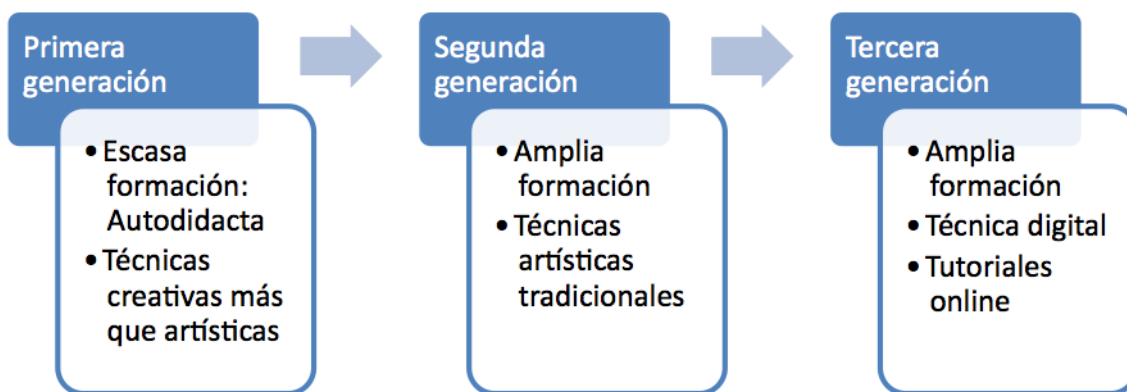 Primera
generación
• Escasa
formación:
Autodidacta
• Técnicas
creativas más
que artísticas
Segunda
generación
• Amplia
formación
• Técnicas
artísticas
tradicionales
Tercera
generación
• Amplia
formación
• Técnica digital
• Tutoriales
online